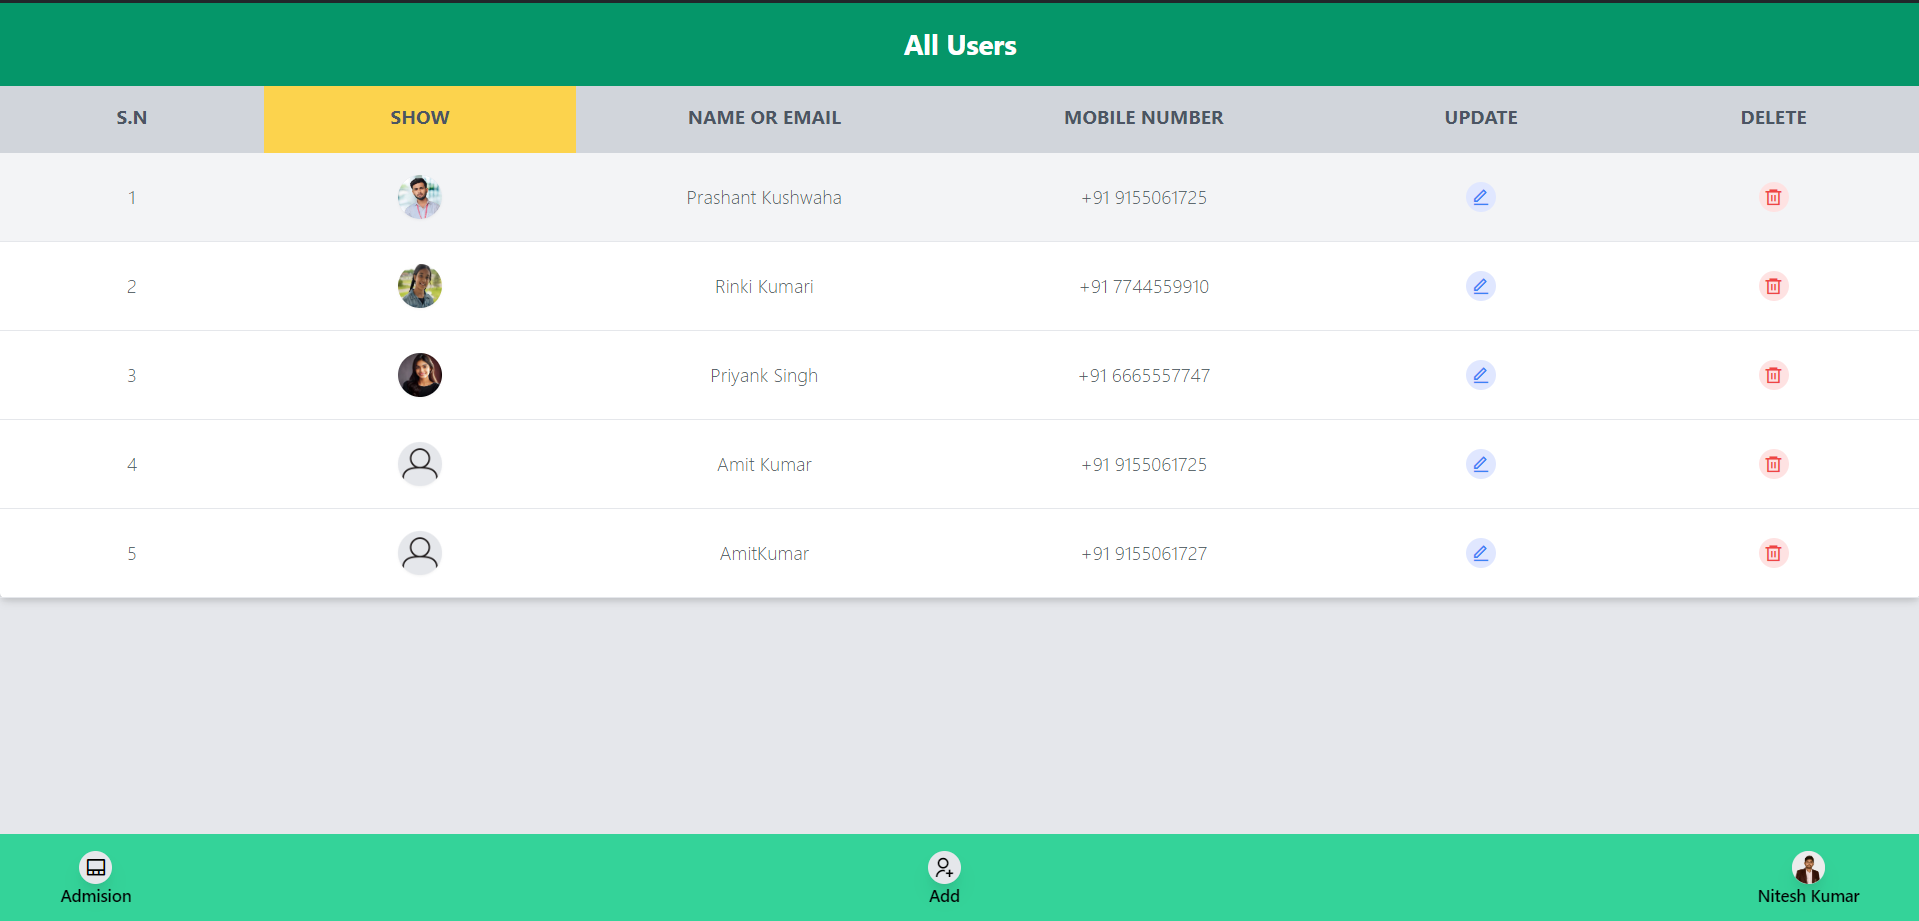 All Users
S.N SHOW NAME OR EMAIL MOBILE NUMBER UPDATE DELETE
1 Prashant Kushwaha +91 9155061725
2 Rinki Kumari +91 7744559910
3 Priyank Singh +91 6665557747
4 Amit Kumar +91 9155061725
5 AmitKumar +91 9155061727
Admision Add Nitesh Kumar